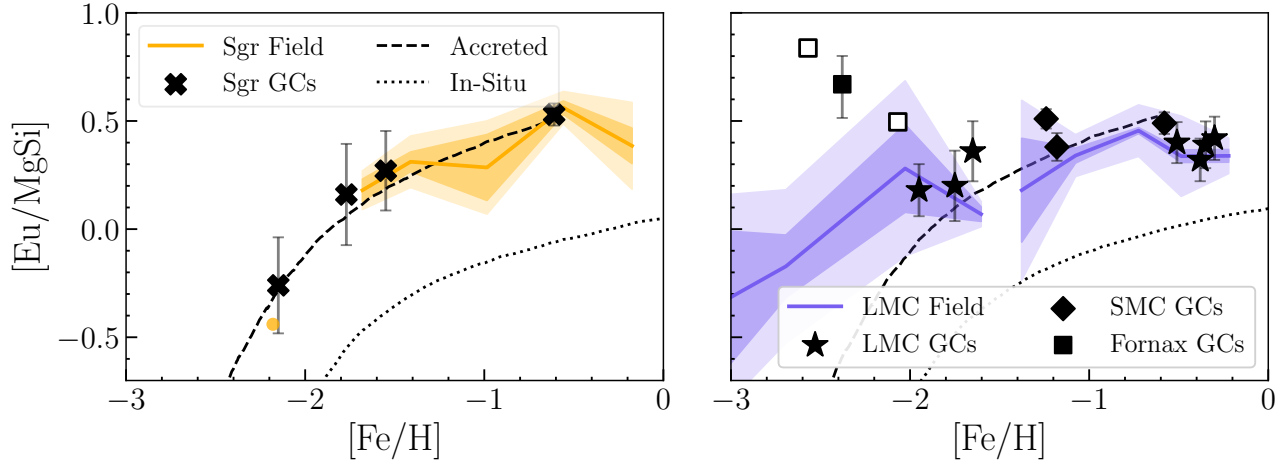 1.0
0.5
0.0
−0.5
[Eu/MgSi]
Sgr Field
Sgr GCs
Accreted
In-Situ
−3
−2
−1
0
[Fe/H]
LMC Field
LMC GCs
SMC GCs
Fornax GCs
−3
−2
−1
0
[Fe/H]